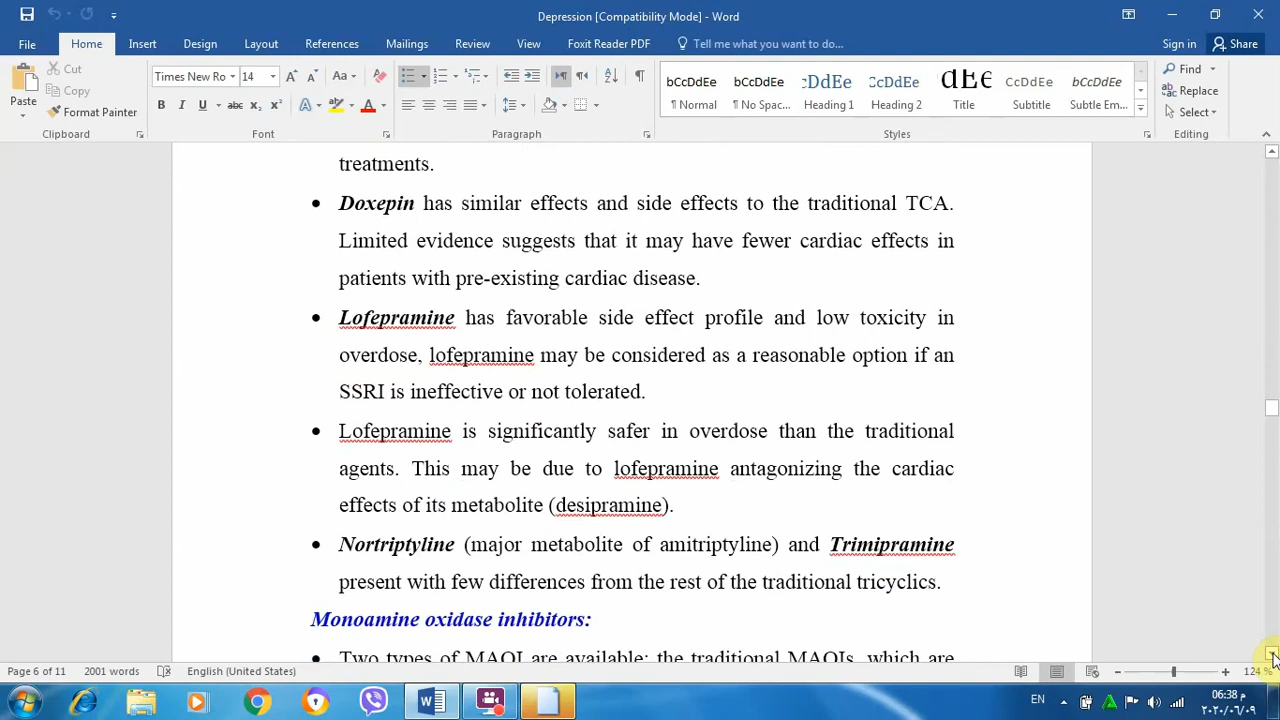 Depression [Compatibility Mode] - Word
File Home Insert Design Layout References Mailings Review View Foxit Reader PDF Tell me what you want to do... Sign in Share
Cut
Copy
Format Painter
Paste
Clipboard
Times New Ro 14
Font
Paragraph
bCcDdEe bCcDdEe CcDdEe CcDdEe dEE CcDdEe bCcDdEe
¶ Normal ¶ No Spac... Heading 1 Heading 2 Title Subtitle Subtle Em...
Styles
Find
Replace
Select
Editing
treatments.
• Doxepin has similar effects and side effects to the traditional TCA.
Limited evidence suggests that it may have fewer cardiac effects in
patients with pre-existing cardiac disease.
• Lofepramine has favorable side effect profile and low toxicity in
overdose, lofepramine may be considered as a reasonable option if an
SSRI is ineffective or not tolerated.
• Lofepramine is significantly safer in overdose than the traditional
agents. This may be due to lofepramine antagonizing the cardiac
effects of its metabolite (desipramine).
• Nortriptyline (major metabolite of amitriptyline) and Trimipramine
present with few differences from the rest of the traditional tricyclics.
Monoamine oxidase inhibitors:
• Two types of MAOI are available: the traditional MAOIs, which are
Page 6 of 11 2001 words English (United States) 124 %
EN 06:38 م
٢٠٢٠/٠٦/٠٩